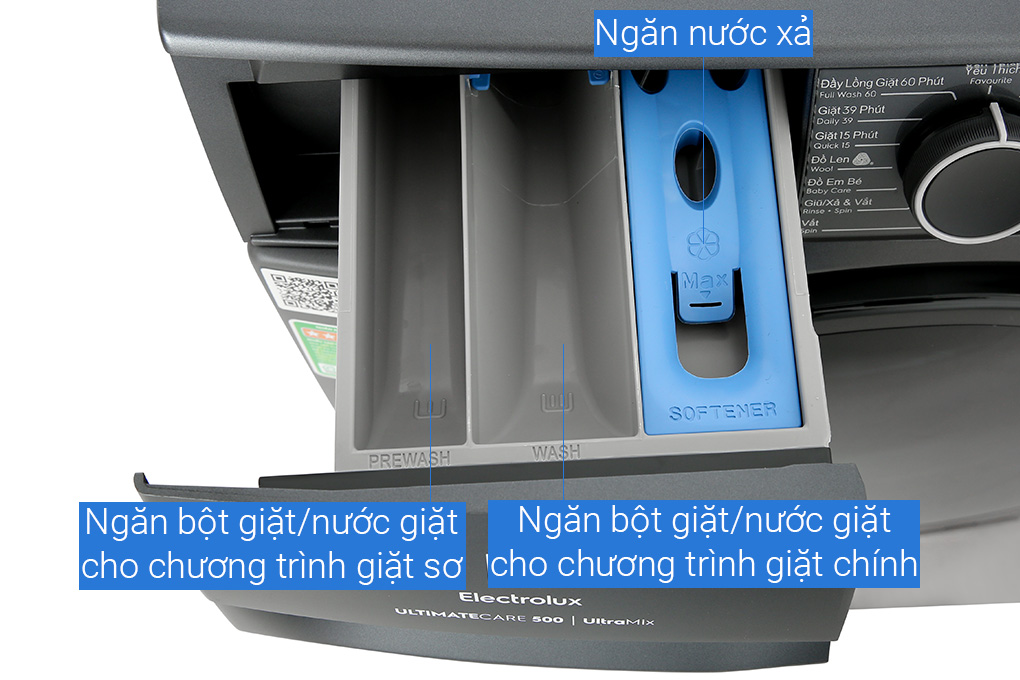 Ngăn nước xả
Yêu Thích
Favourite
Đầy Lồng Giặt 60 Phút
Full Wash 60
Giặt 39 Phút
Daily 39
Giặt 15 Phút
Quick 15
Đồ Len
Wool
Đồ Em Bé
Baby Care
Giũ/Xả & Vắt
Rinse • Spin
Vắt
Spin
Max
SOFTENER
PREWASH
WASH
Ngăn bột giặt/nước giặt
cho chương trình giặt sơ
Ngăn bột giặt/nước giặt
cho chương trình giặt chính
Electrolux
ULTIMATECARE 500 | UltraMix